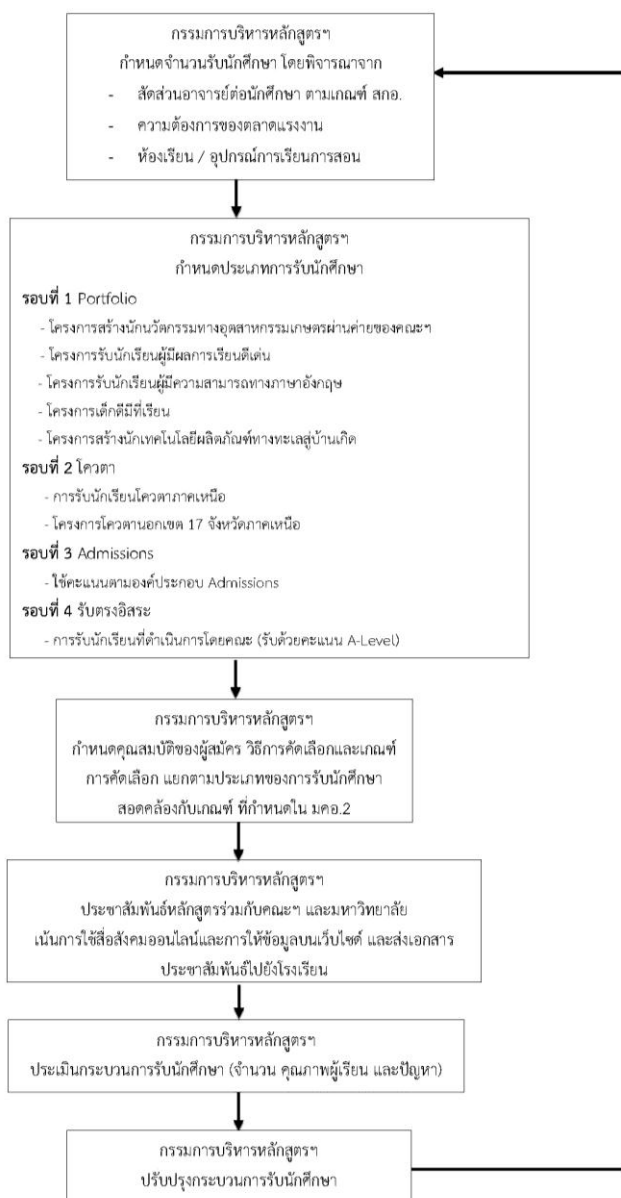 กรรมการบริหารหลักสูตรฯ
กำหนดจำนวนรับนักศึกษา โดยพิจารณาจาก
- สัดส่วนอาจารย์ต่อนักศึกษา ตามเกณฑ์ สกอ.
- ความต้องการของตลาดแรงงาน
- ห้องเรียน / อุปกรณ์การเรียนการสอน
กรรมการบริหารหลักสูตรฯ
กำหนดประเภทการรับนักศึกษา
รอบที่ 1 Portfolio
- โครงการสร้างนักนวัตกรรมทางอุตสาหกรรมเกษตรผ่านค่ายของคณะฯ
- โครงการรับนักเรียนผู้มีผลการเรียนดีเด่น
- โครงการรับนักเรียนผู้มีความสามารถทางภาษาอังกฤษ
- โครงการเด็กดีมีที่เรียน
- โครงการสร้างนักเทคโนโลยีผลิตภัณฑ์ทางทะเลสู่บ้านเกิด
รอบที่ 2 โควตา
- การรับนักเรียนโควตาภาคเหนือ
- โครงการโควตานอกเขต 17 จังหวัดภาคเหนือ
รอบที่ 3 Admissions
- ใช้คะแนนตามองค์ประกอบ Admissions
รอบที่ 4 รับตรงอิสระ
- การรับนักเรียนที่ดำเนินการโดยคณะ (รับด้วยคะแนน A-Level)
กรรมการบริหารหลักสูตรฯ
กำหนดคุณสมบัติของผู้สมัคร วิธีการคัดเลือกและเกณฑ์
การคัดเลือก แยกตามประเภทของการรับนักศึกษา
สอดคล้องกับเกณฑ์ ที่กำหนดใน มคอ.2
กรรมการบริหารหลักสูตรฯ
ประชาสัมพันธ์หลักสูตรร่วมกับคณะฯ และมหาวิทยาลัย
เน้นการใช้สื่อสังคมออนไลน์และการให้ข้อมูลบนเว็บไซต์ และส่งเอกสาร
ประชาสัมพันธ์ไปยังโรงเรียน
กรรมการบริหารหลักสูตรฯ
ประเมินกระบวนการรับนักศึกษา (จำนวน คุณภาพผู้เรียน และปัญหา)
กรรมการบริหารหลักสูตรฯ
ปรับปรุงกระบวนการรับนักศึกษา